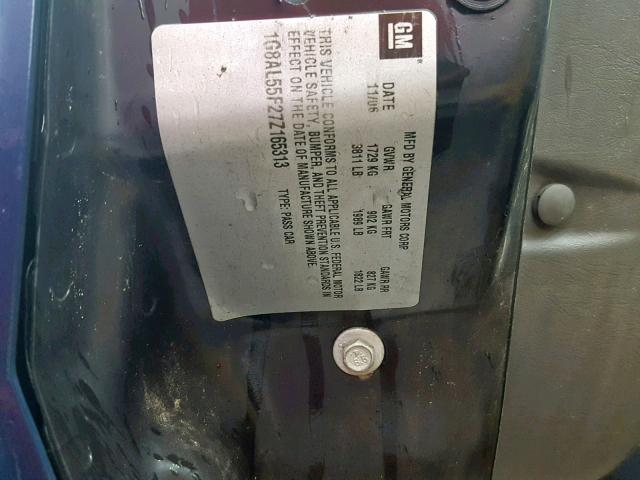 GM
MFD BY GENERAL MOTORS CORP
DATE GVWR GAWR FRT GAWR RR
11/06 1729 KG 902 KG 827 KG
3811 LB 1989 LB 1822 LB
THIS VEHICLE CONFORMS TO ALL APPLICABLE U.S. FEDERAL MOTOR
VEHICLE SAFETY, BUMPER, AND THEFT PREVENTION STANDARDS IN
EFFECT ON THE DATE OF MANUFACTURE SHOWN ABOVE.
1G8AL55F27Z165313 TYPE: PASS CAR